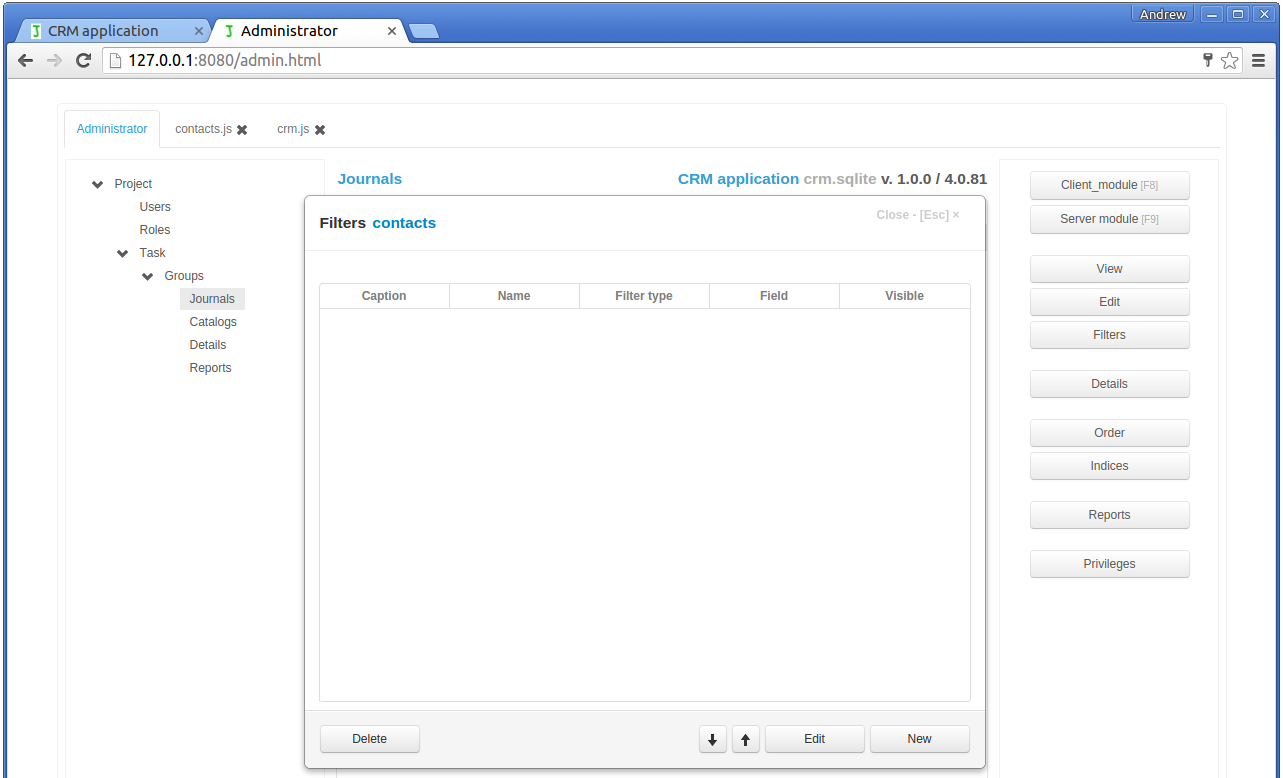 Andrew
CRM application
Administrator
127.0.0.1:8080/admin.html
Administrator
contacts.js
crm.js
Project
Users
Roles
Task
Groups
Journals
Catalogs
Details
Reports
Journals
CRM application crm.sqlite v. 1.0.0 / 4.0.81
Filters contacts
Close - [Esc] ×
Caption Name Filter type Field Visible
Delete
Edit
New
Client_module [F8]
Server module [F9]
View
Edit
Filters
Details
Order
Indices
Reports
Privileges